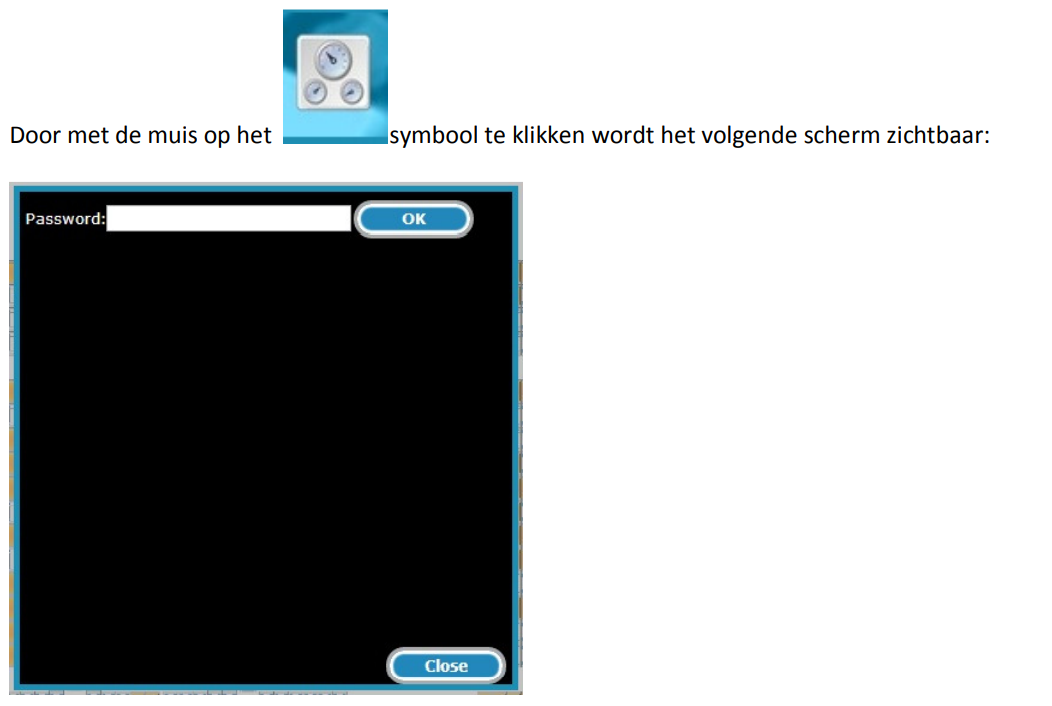 Door met de muis op het symbool te klikken wordt het volgende scherm zichtbaar:
Password: OK
Close